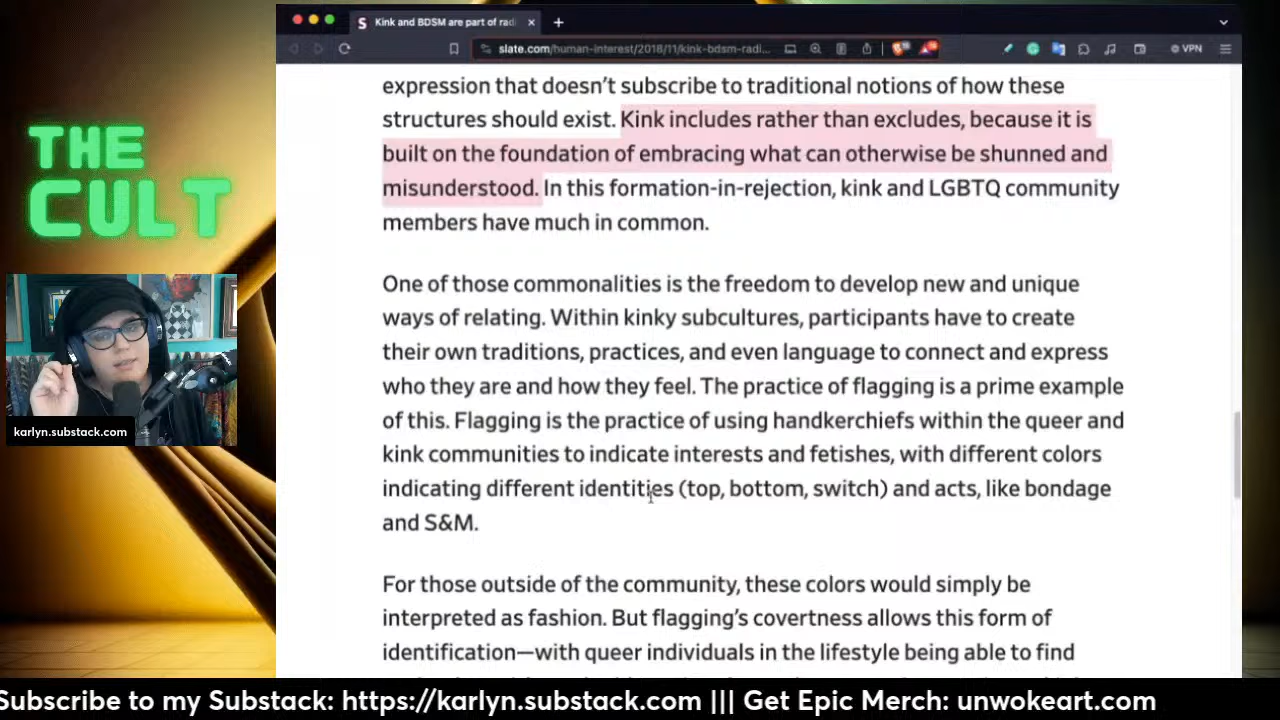 Kink and BDSM are part of radi
slate.com/human-interest/2018/11/kink-bdsm-radi...
VPN
THE
CULT
karlyn.substack.com
expression that doesn't subscribe to traditional notions of how these
structures should exist. Kink includes rather than excludes, because it is
built on the foundation of embracing what can otherwise be shunned and
misunderstood. In this formation-in-rejection, kink and LGBTQ community
members have much in common.
One of those commonalities is the freedom to develop new and unique
ways of relating. Within kinky subcultures, participants have to create
their own traditions, practices, and even language to connect and express
who they are and how they feel. The practice of flagging is a prime example
of this. Flagging is the practice of using handkerchiefs within the queer and
kink communities to indicate interests and fetishes, with different colors
indicating different identities (top, bottom, switch) and acts, like bondage
and S&M.
For those outside of the community, these colors would simply be
interpreted as fashion. But flagging's covertness allows this form of
identification—with queer individuals in the lifestyle being able to find
Subscribe to my Substack: https://karlyn.substack.com ||| Get Epic Merch: unwokeart.com